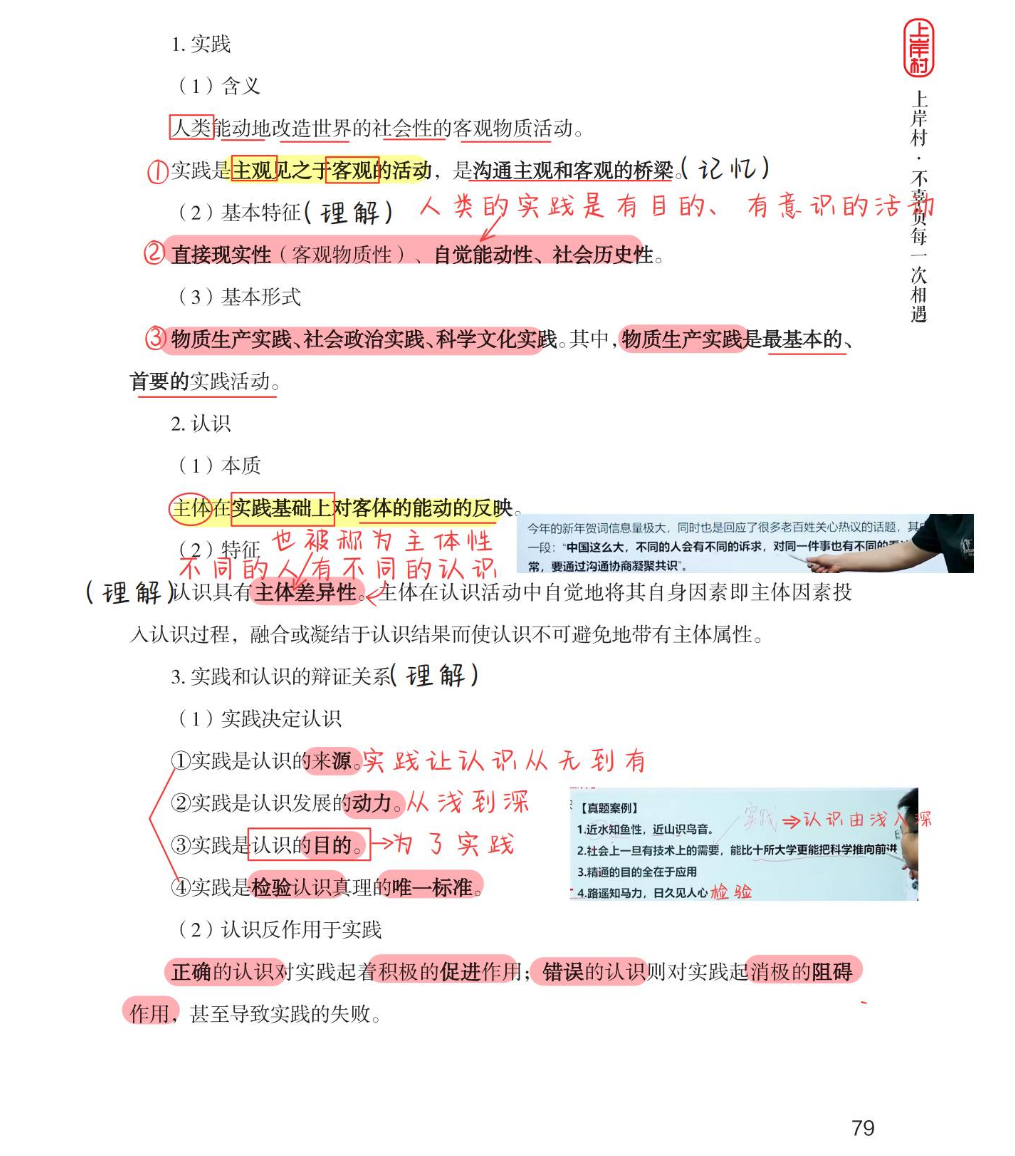 1. 实践
（1）含义
人类能动地改造世界的社会性的客观物质活动。
①实践是主观见之于客观的活动，是沟通主观和客观的桥梁。(记忆)
（2）基本特征(理解) 人类的实践是有目的、有意识的活动
②直接现实性（客观物质性）、自觉能动性、社会历史性。
（3）基本形式
③物质生产实践、社会政治实践、科学文化实践。其中，物质生产实践是最基本的、
首要的实践活动。
2. 认识
（1）本质
主体在实践基础上对客体的能动的反映。
今年的新年贺词信息量极大，同时也是回应了很多老百姓关心热议的话题，其
一段："中国这么大，不同的人会有不同的诉求，对同一件事也有不同的
常，要通过沟通协商凝聚共识"。
（2）特征 也被称为主体性
不同的人有不同的认识
(理解)认识具有主体差异性。主体在认识活动中自觉地将其自身因素即主体因素投
入认识过程，融合或凝结于认识结果而使认识不可避免地带有主体属性。
3. 实践和认识的辩证关系(理解)
（1）实践决定认识
①实践是认识的来源。实践让认识从无到有
②实践是认识发展的动力。从浅到深
③实践是认识的目的。→为了实践
④实践是检验认识真理的唯一标准。
【真题案例】
实践⇒认识由浅入深
1.近水知鱼性，近山识鸟音。
2.社会上一旦有技术上的需要，能比十所大学更能把科学推向前进
3.精通的目的全在于应用
4.路遥知马力，日久见人心 检验
（2）认识反作用于实践
正确的认识对实践起着积极的促进作用；错误的认识则对实践起消极的阻碍
作用，甚至导致实践的失败。
上岸村
上岸村·不辜负每一次相遇
79